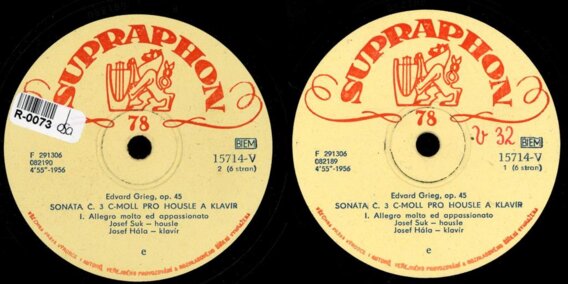 SUPRAPHON
78
R-0073
F 291306
082190
4'55"-1956
BIEM
15714-V
2 (6 stran)
Edvard Grieg, op. 45
SONATA Č. 3 C-MOLL PRO HOUSLE A KLAVÍR
I. Allegro molto ed appassionato
Josef Suk — housle
Josef Hála — klavír
e
SUPRAPHON
78
V 32
F 291306
082189
4'55"-1956
BIEM
15714-V
1 (6 stran)
Edvard Grieg, op. 45
SONATA Č. 3 C-MOLL PRO HOUSLE A KLAVÍR
I. Allegro molto ed appassionato
Josef Suk — housle
Josef Hála — klavír
e